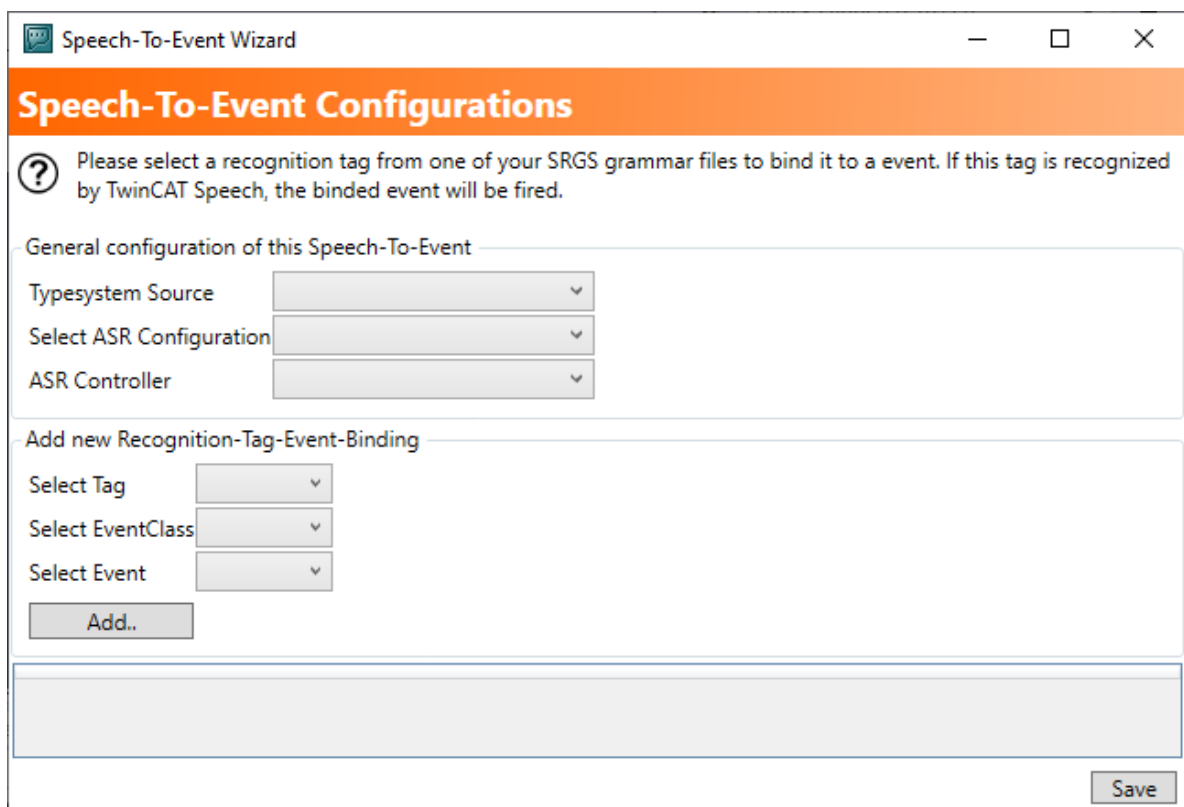 Speech-To-Event Wizard
Speech-To-Event Configurations
Please select a recognition tag from one of your SRGS grammar files to bind it to a event. If this tag is recognized
by TwinCAT Speech, the binded event will be fired.
General configuration of this Speech-To-Event
Typesystem Source
Select ASR Configuration
ASR Controller
Add new Recognition-Tag-Event-Binding
Select Tag
Select EventClass
Select Event
Add..
Save